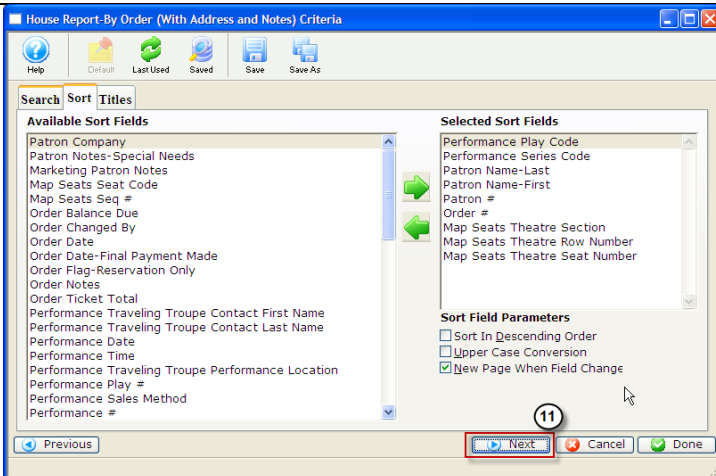 House Report-By Order (With Address and Notes) Criteria
Help Default Last Used Saved Save Save As
Search Sort Titles
Available Sort Fields
Patron Company
Patron Notes-Special Needs
Marketing Patron Notes
Map Seats Seat Code
Map Seats Seq #
Order Balance Due
Order Changed By
Order Date
Order Date-Final Payment Made
Order Flag-Reservation Only
Order Notes
Order Ticket Total
Performance Traveling Troupe Contact First Name
Performance Traveling Troupe Contact Last Name
Performance Date
Performance Time
Performance Traveling Troupe Performance Location
Performance Play #
Performance Sales Method
Performance #
Selected Sort Fields
Performance Play Code
Performance Series Code
Patron Name-Last
Patron Name-First
Patron #
Order #
Map Seats Theatre Section
Map Seats Theatre Row Number
Map Seats Theatre Seat Number
Sort Field Parameters
Sort In Descending Order
Upper Case Conversion
New Page When Field Change
11
Previous Next Cancel Done